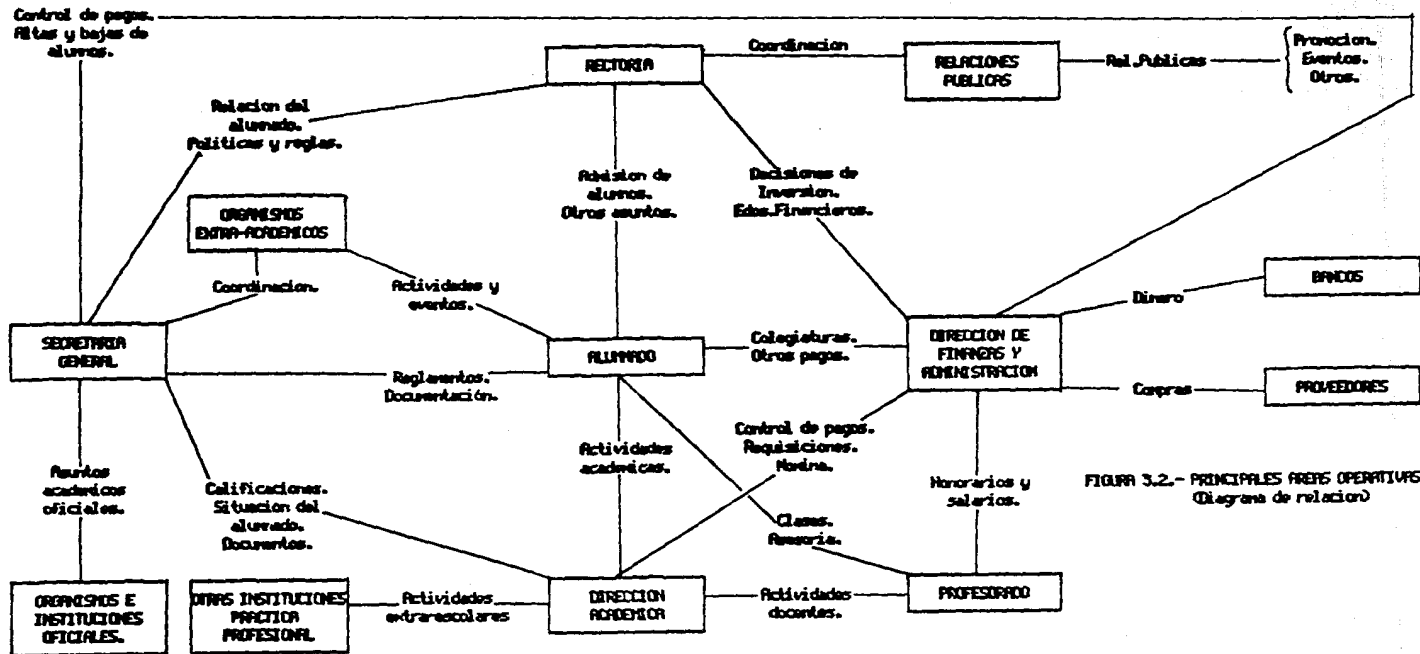 Control de pagos.
Altas y bajas de
alumnos.
RECTORIA
Coordinacion
RELACIONES
PUBLICAS
Rel.Publicas
Promocion.
Eventos.
Otros.
Relacion del
alumnado.
Politicas y reglas.
Admision de
alumnos.
Otros asuntos.
Decisiones de
Inversion.
Edos.Financieros.
ORGANISMOS
EXTRA-ACADEMICOS
Coordinacion.
Actividades y
eventos.
Dinero
BANCOS
SECRETARIA
GENERAL
ALUMNADO
Colegiaturas.
Otros pagos.
DIRECCION DE
FINANZAS Y
ADMINISTRACION
Reglamentos.
Documentación.
Compras
PROVEEDORES
Asuntos
academicos
oficiales.
Calificaciones.
Situacion del
alumnado.
Documentos.
Actividades
academicas.
Control de pagos.
Requisiciones.
Nomina.
Clases.
Asesoria.
Honorarios y
salarios.
FIGURA 3.2.- PRINCIPALES AREAS OPERATIVAS
(Diagrama de relacion)
ORGANISMOS E
INSTITUCIONES
OFICIALES.
OTRAS INSTITUCIONES
PRACTICA
PROFESIONAL
Actividades
extraescolares
DIRECCION
ACADEMICA
Actividades
docentes.
PROFESORADO